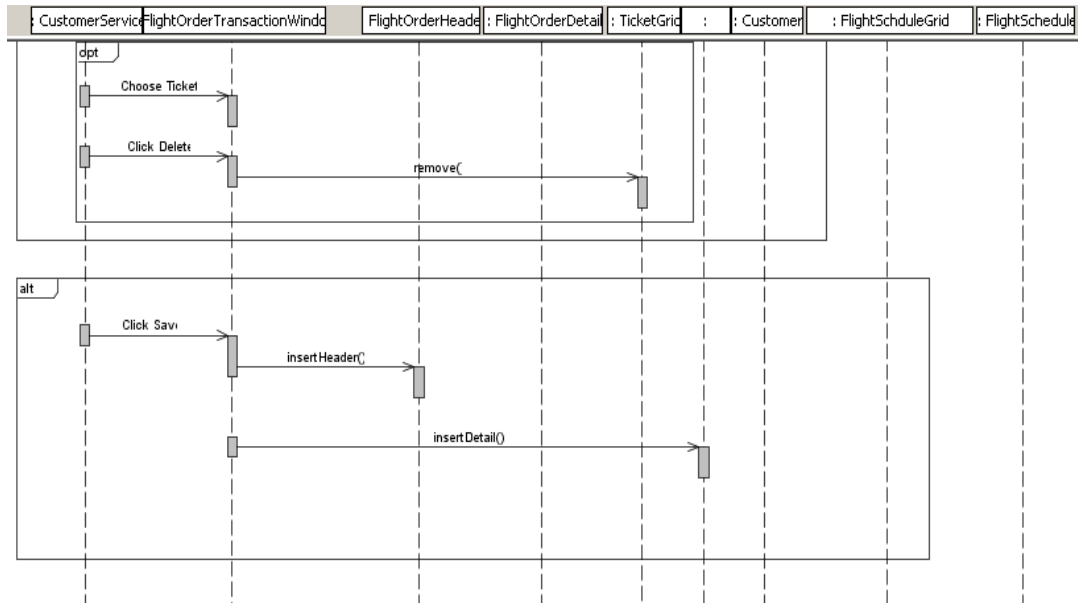 : CustomerService
FlightOrderTransactionWindo
FlightOrderHeade
: FlightOrderDetail
: TicketGrid
:
: Customer
: FlightSchduleGrid
: FlightSchedule
opt
Choose Ticket
Click Delete
remove(
alt
Click Save
insertHeader()
insertDetail()